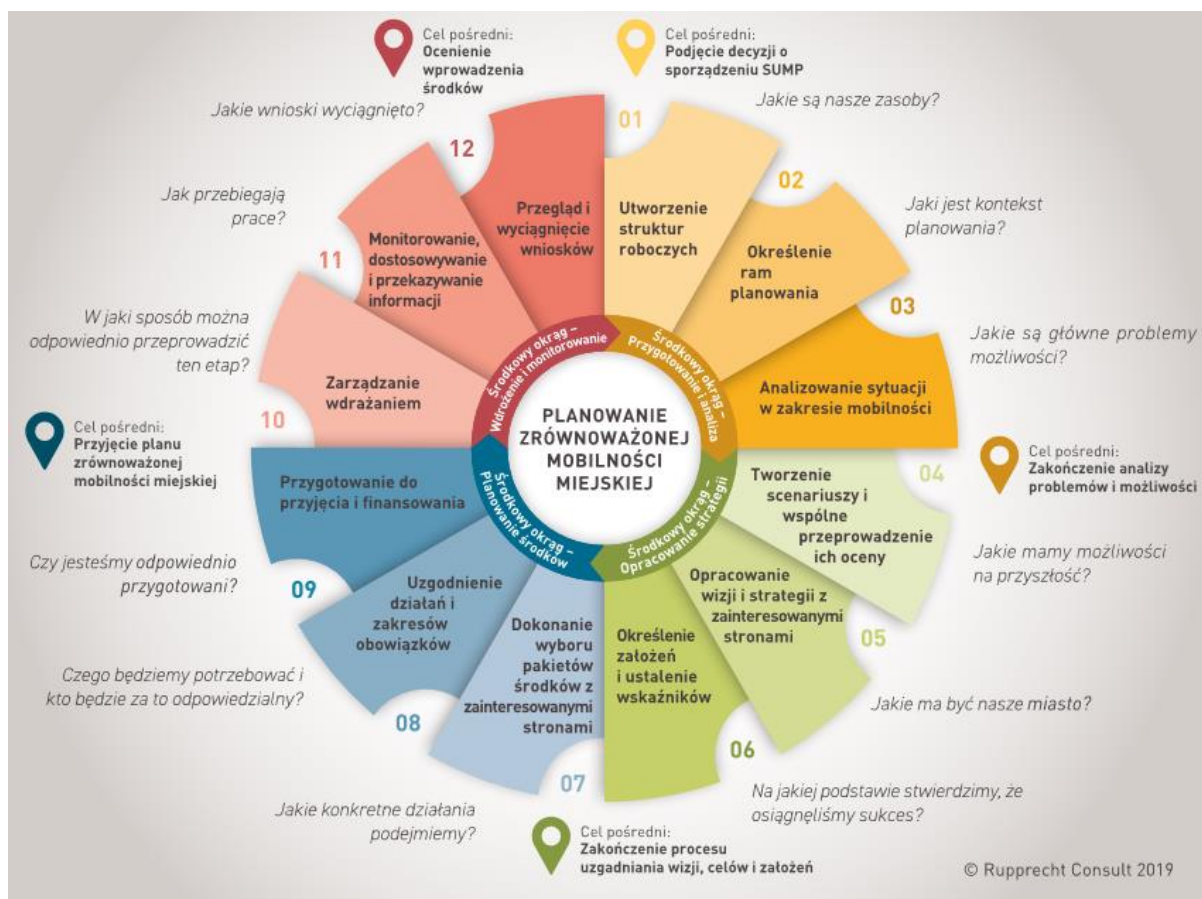 Cel pośredni:
Ocenienie
wprowadzenia
środków
Cel pośredni:
Podjęcie decyzji o
sporządzeniu SUMP
Jakie wnioski wyciągnięto?
Jakie są nasze zasoby?
12
01
Przegląd i
wyciągnięcie
wniosków
Utworzenie
struktur
roboczych
02
Jaki jest kontekst
planowania?
Określenie
ram
planowania
Jak przebiegają
prace?
11
Monitorowanie,
dostosowywanie
i przekazywanie
informacji
03
Jakie są główne problemy
możliwości?
Analizowanie sytuacji
w zakresie mobilności
W jaki sposób można
odpowiednio przeprowadzić
ten etap?
10
Zarządzanie
wdrażaniem
Środkowy okrąg –
Wdrożenie i monitorowanie
Środkowy okrąg –
Przygotowanie i analiza
PLANOWANIE
ZRÓWNOWAŻONEJ
MOBILNOŚCI
MIEJSKIEJ
Środkowy okrąg –
Planowanie środków
Środkowy okrąg –
Opracowanie strategii
Cel pośredni:
Przyjęcie planu
zrównoważonej
mobilności miejskiej
Cel pośredni:
Zakończenie analizy
problemów i możliwości
Przygotowanie do
przyjęcia i finansowania
04
Tworzenie
scenariuszy i
wspólne
przeprowadzenie
ich oceny
Jakie mamy możliwości
na przyszłość?
Czy jesteśmy odpowiednio
przygotowani?
09
Uzgodnienie
działań i
zakresów
obowiązków
Opracowanie
wizji i strategii z
zainteresowanymi
stronami
05
Jakie ma być nasze miasto?
Czego będziemy potrzebować i
kto będzie za to odpowiedzialny?
08
Dokonanie
wyboru
pakietów
środków z
zainteresowanymi
stronami
Określenie
założeń
i ustalenie
wskaźników
06
Na jakiej podstawie stwierdzimy, że
osiągnęliśmy sukces?
07
Jakie konkretne działania
podejmiemy?
Cel pośredni:
Zakończenie procesu
uzgadniania wizji, celów i założeń
© Rupprecht Consult 2019